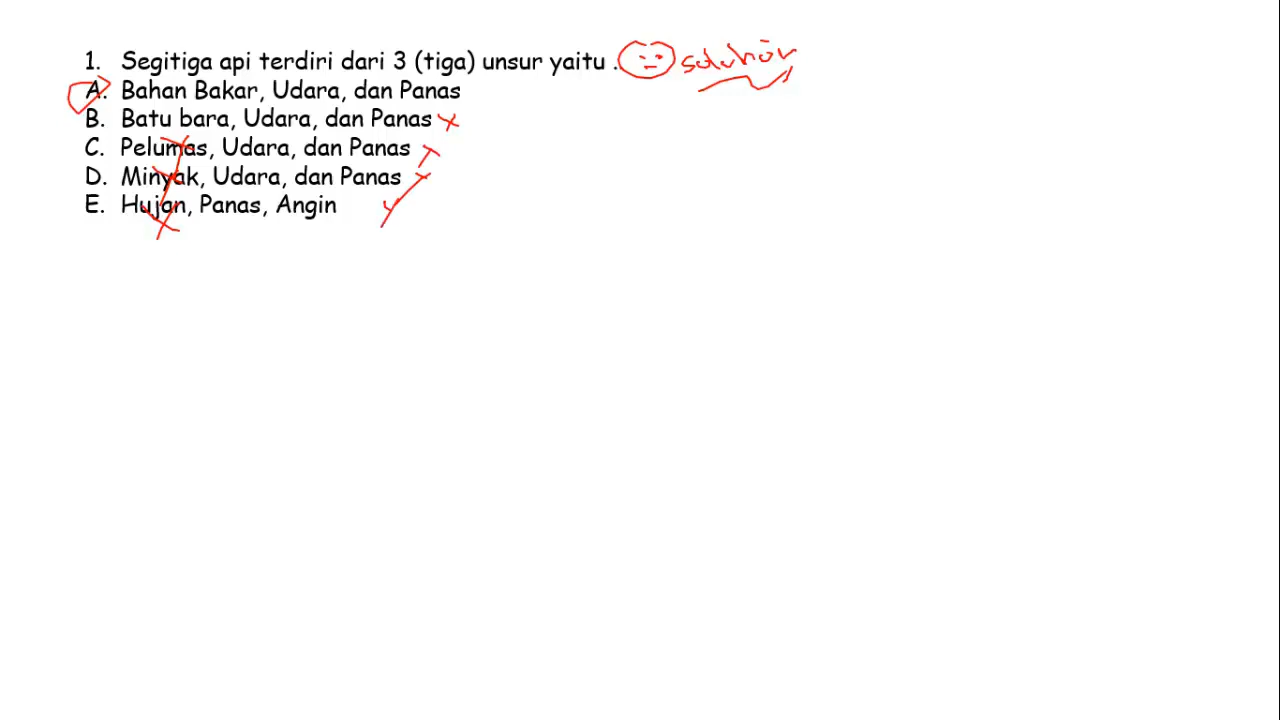 1. Segitiga api terdiri dari 3 (tiga) unsur yaitu .
A. Bahan Bakar, Udara, dan Panas
B. Batu bara, Udara, dan Panas
C. Pelumas, Udara, dan Panas
D. Minyak, Udara, dan Panas
E. Hujan, Panas, Angin